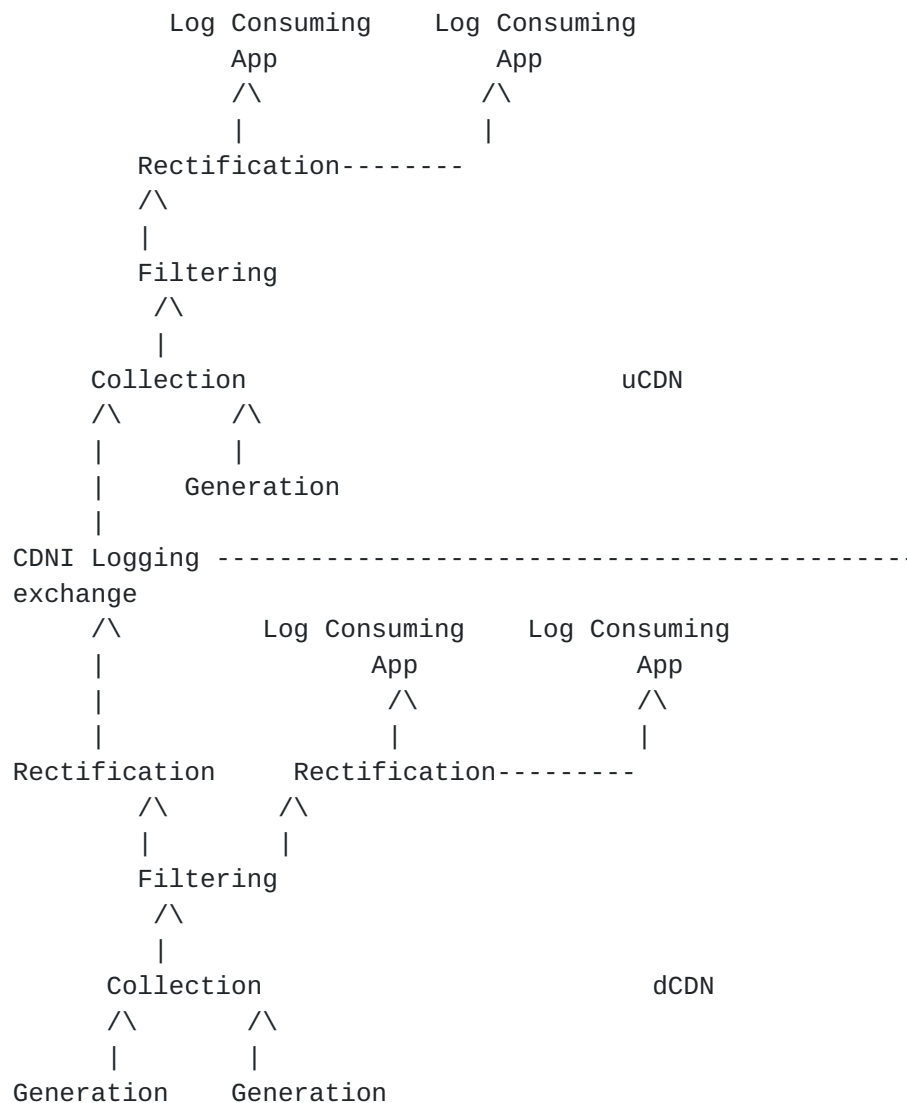 Log Consuming    Log Consuming
App              App
/\             /\
|               |
Rectification--------
/\
|
Filtering
/\
|
Collection                        uCDN
/\       /\
|        |
|     Generation
|
CDNI Logging ---------------------------------------------
exchange
/\         Log Consuming    Log Consuming
|                 App              App
|                  /\               /\
|                  |               |
Rectification     Rectification---------
/\       /\
|        |
Filtering
/\
|
Collection                         dCDN
/\        /\
|        |
Generation    Generation